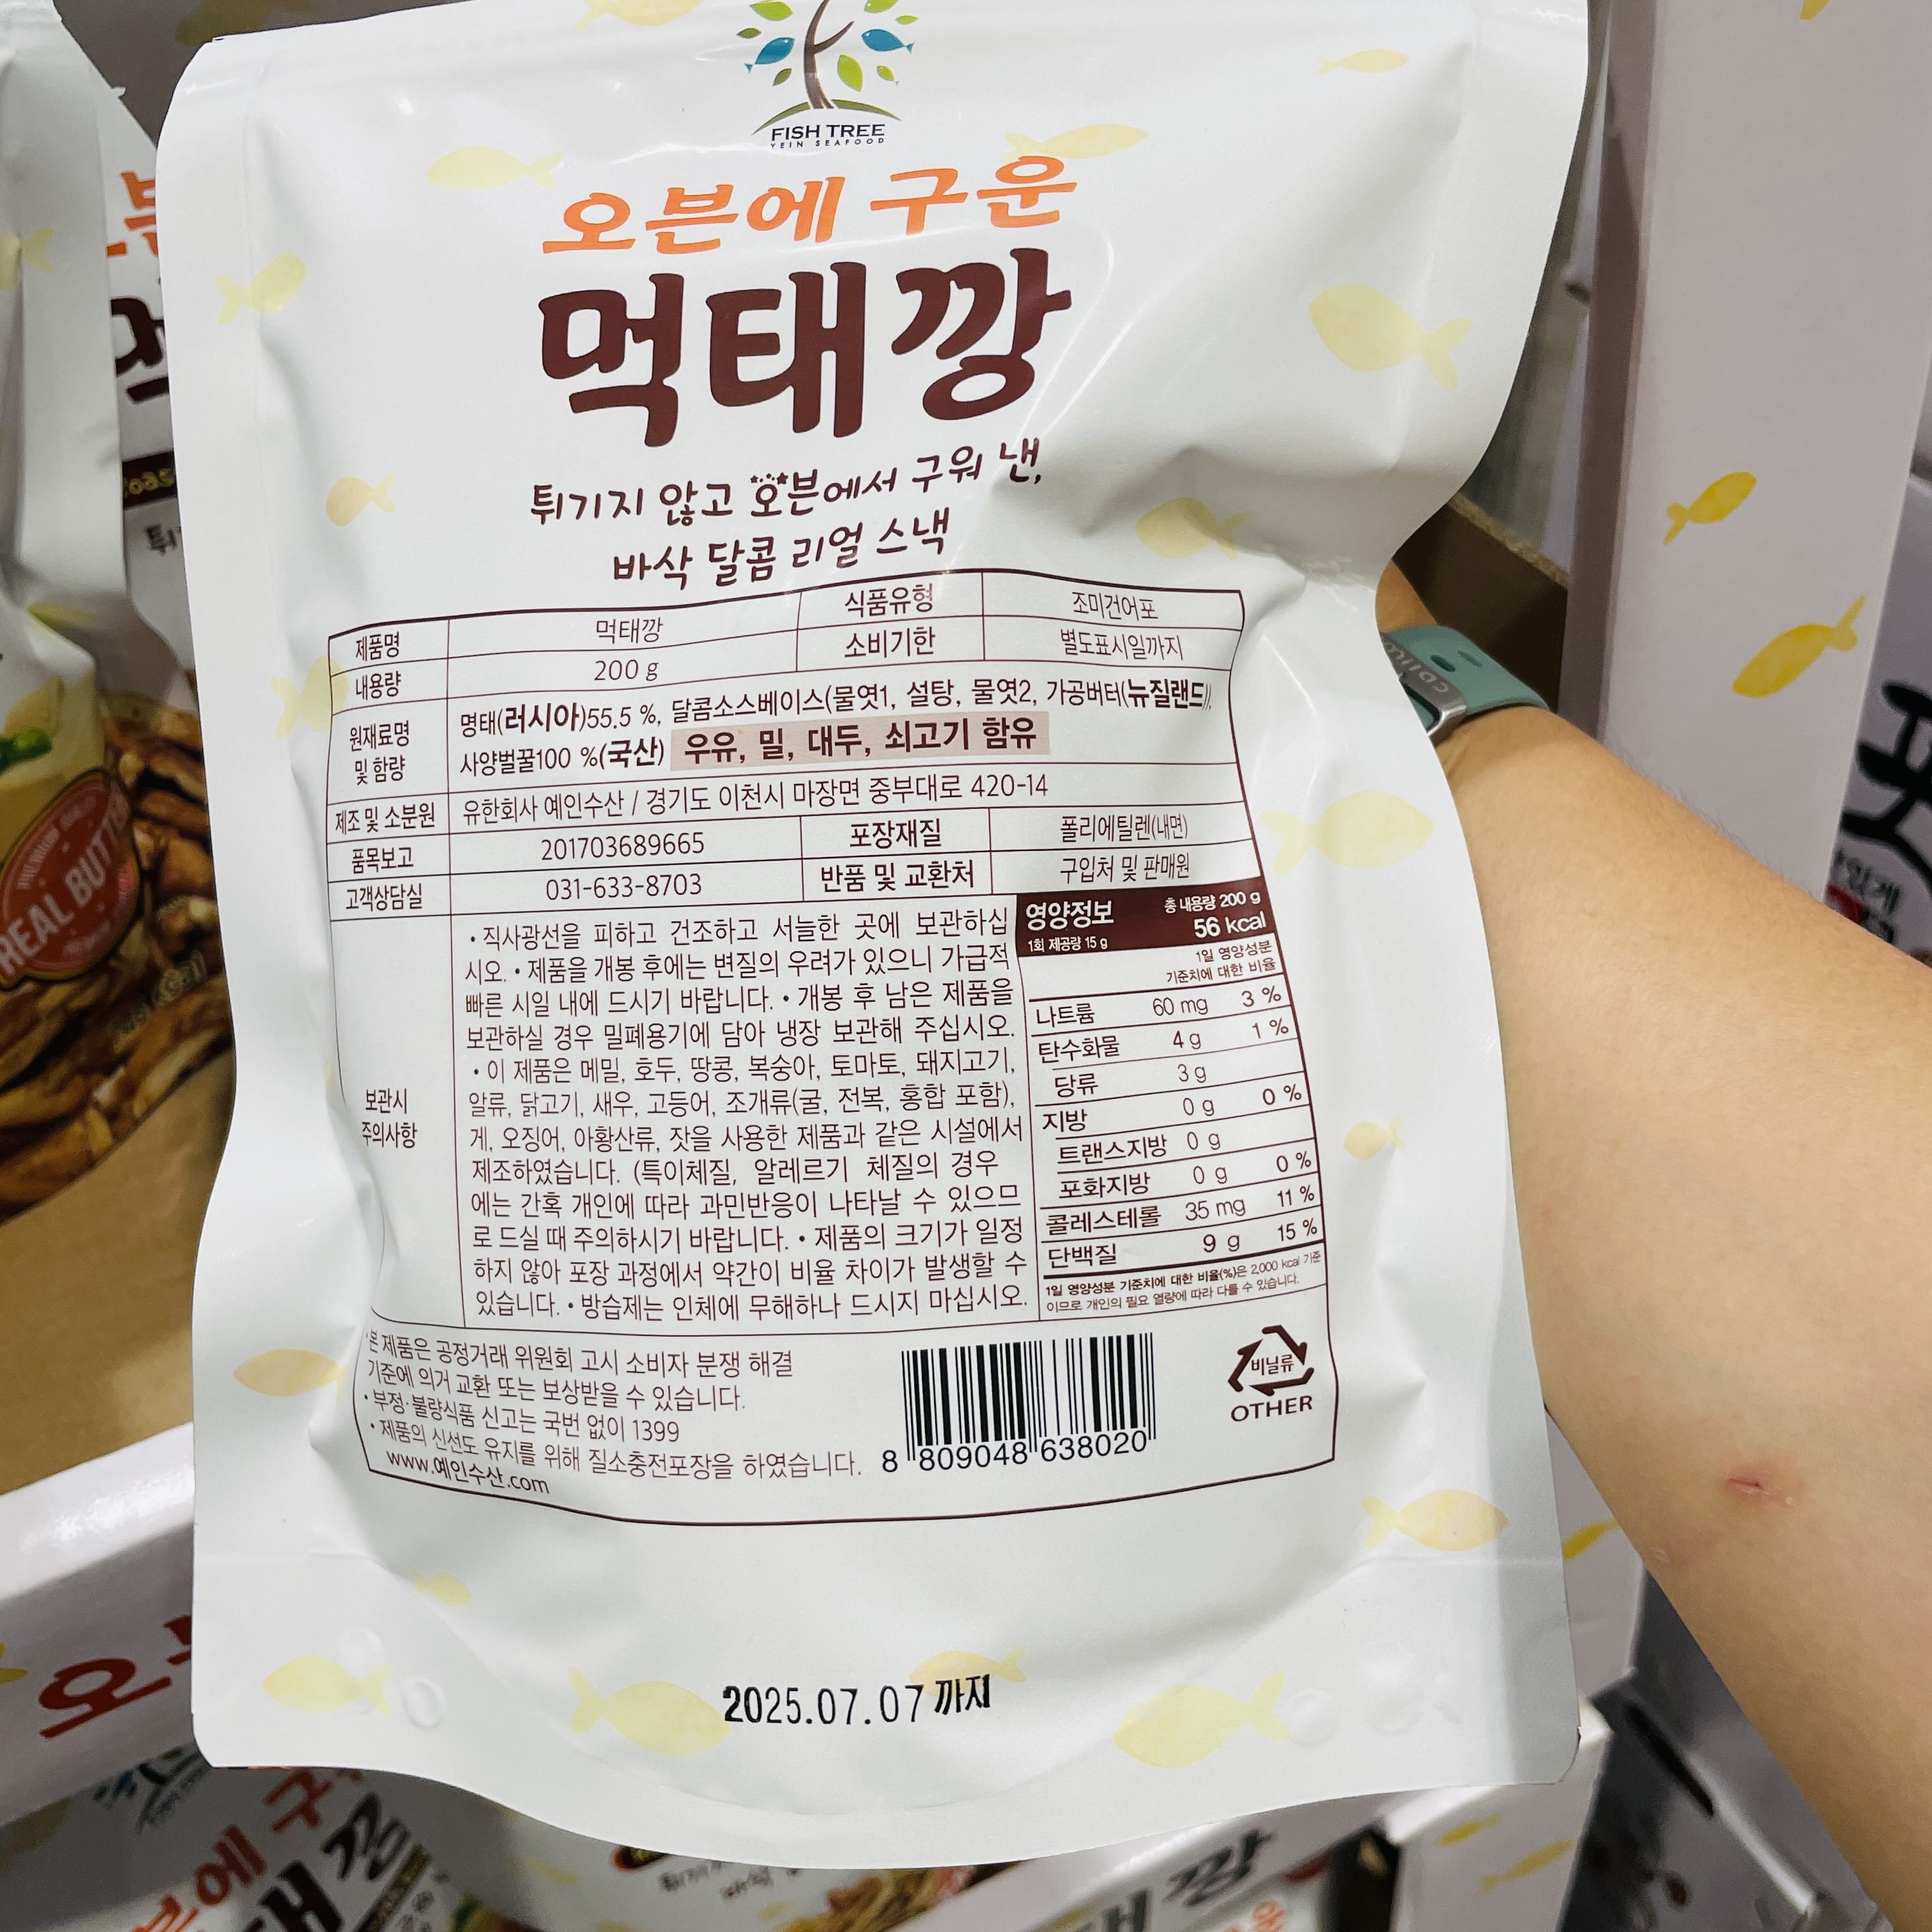 FISH TREE
YEIN SEAFOOD
오븐에 구운
먹태깡
튀기지 않고 오븐에서 구워 낸,
바삭 달콤 리얼 스낵
제품명 먹태깡 식품유형 조미건어포
내용량 200 g 소비기한 별도표시일까지
원재료명 및 함량
명태(러시아)55.5 %, 달콤소스베이스(물엿1, 설탕, 물엿2, 가공버터(뉴질랜드)),
사양벌꿀100 %(국산) 우유, 밀, 대두, 쇠고기 함유
제조 및 소분원 유한회사 예인수산 / 경기도 이천시 마장면 중부대로 420-14
품목보고 201703689665 포장재질 폴리에틸렌(내면)
고객상담실 031-633-8703 반품 및 교환처 구입처 및 판매원
보관시
주의사항
• 직사광선을 피하고 건조하고 서늘한 곳에 보관하십
시오. • 제품을 개봉 후에는 변질의 우려가 있으니 가급적
빠른 시일 내에 드시기 바랍니다. • 개봉 후 남은 제품을
보관하실 경우 밀폐용기에 담아 냉장 보관해 주십시오.
• 이 제품은 메밀, 호두, 땅콩, 복숭아, 토마토, 돼지고기,
알류, 닭고기, 새우, 고등어, 조개류(굴, 전복, 홍합 포함),
게, 오징어, 아황산류, 잣을 사용한 제품과 같은 시설에서
제조하였습니다. (특이체질, 알레르기 체질의 경우
에는 간혹 개인에 따라 과민반응이 나타날 수 있으므
로 드실 때 주의하시기 바랍니다. • 제품의 크기가 일정
하지 않아 포장 과정에서 약간이 비율 차이가 발생할 수
있습니다. • 방습제는 인체에 무해하나 드시지 마십시오.
영양정보 총 내용량 200 g
1회 제공량 15 g 56 kcal
1일 영양성분
기준치에 대한 비율
나트륨 60 mg 3 %
탄수화물 4 g 1 %
당류 3 g
지방 0 g 0 %
트랜스지방 0 g
포화지방 0 g 0 %
콜레스테롤 35 mg 11 %
단백질 9 g 15 %
1일 영양성분 기준치에 대한 비율(%)은 2,000 kcal 기준
이므로 개인의 필요 열량에 따라 다를 수 있습니다.
• 본 제품은 공정거래 위원회 고시 소비자 분쟁 해결
기준에 의거 교환 또는 보상받을 수 있습니다.
• 부정·불량식품 신고는 국번 없이 1399
• 제품의 신선도 유지를 위해 질소충전포장을 하였습니다.
www.예인수산.com
8 809048 638020
비닐류
OTHER
2025.07.07 까지
REAL BUTTER